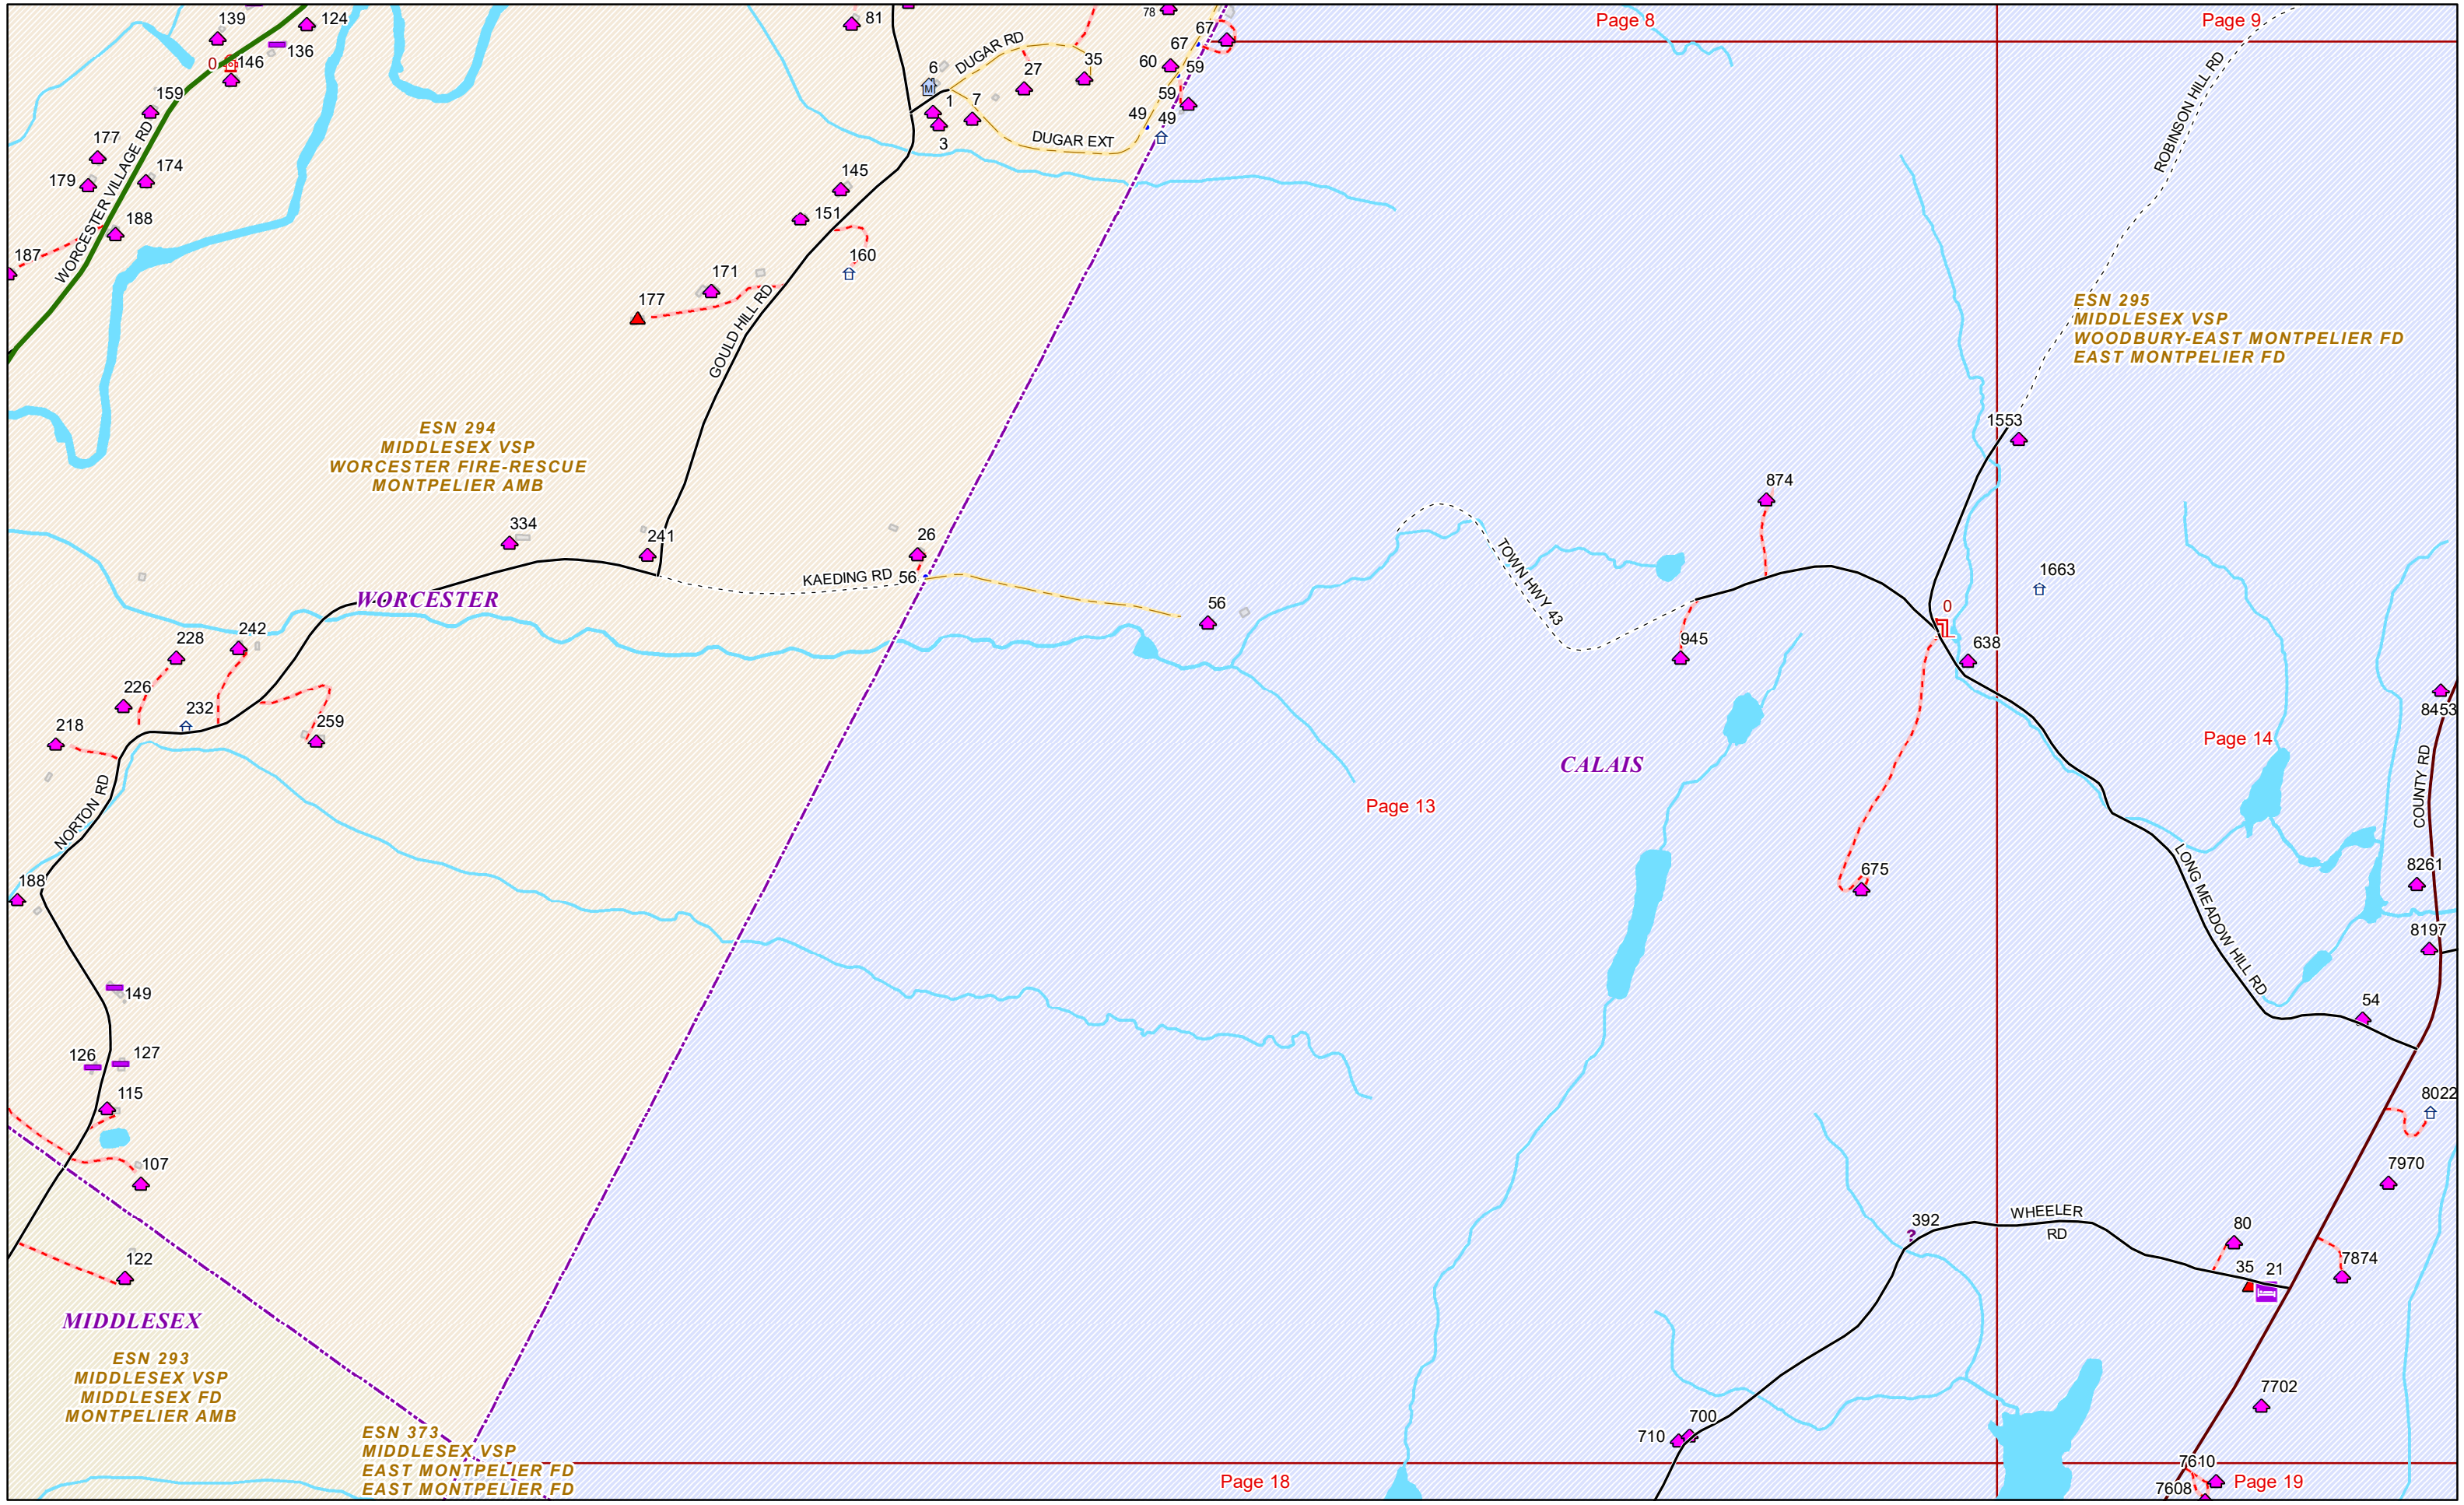 139
124
136
0
146
159
177
179
174
188
187
WORCESTER VILLAGE RD
81
6
M
DUGAR RD
27
35
1
7
3
DUGAR EXT
78
67
67
60
59
59
49
49
Page 8
Page 9
ROBINSON HILL RD
145
151
160
171
177
GOULD HILL RD
ESN 295
MIDDLESEX VSP
WOODBURY-EAST MONTPELIER FD
EAST MONTPELIER FD
ESN 294
MIDDLESEX VSP
WORCESTER FIRE-RESCUE
MONTPELIER AMB
1553
874
334
241
26
KAEDING RD
56
56
TOWN HWY 43
1663
WORCESTER
0
945
638
228
242
226
232
218
259
NORTON RD
8453
Page 14
COUNTY RD
CALAIS
Page 13
675
8261
188
8197
LONG MEADOW HILL RD
149
54
126
127
115
8022
107
7970
392
?
WHEELER
RD
80
122
35
21
7874
MIDDLESEX
ESN 293
MIDDLESEX VSP
MIDDLESEX FD
MONTPELIER AMB
ESN 373
MIDDLESEX VSP
EAST MONTPELIER FD
EAST MONTPELIER FD
7702
700
710
7610
Page 18
Page 19
7608